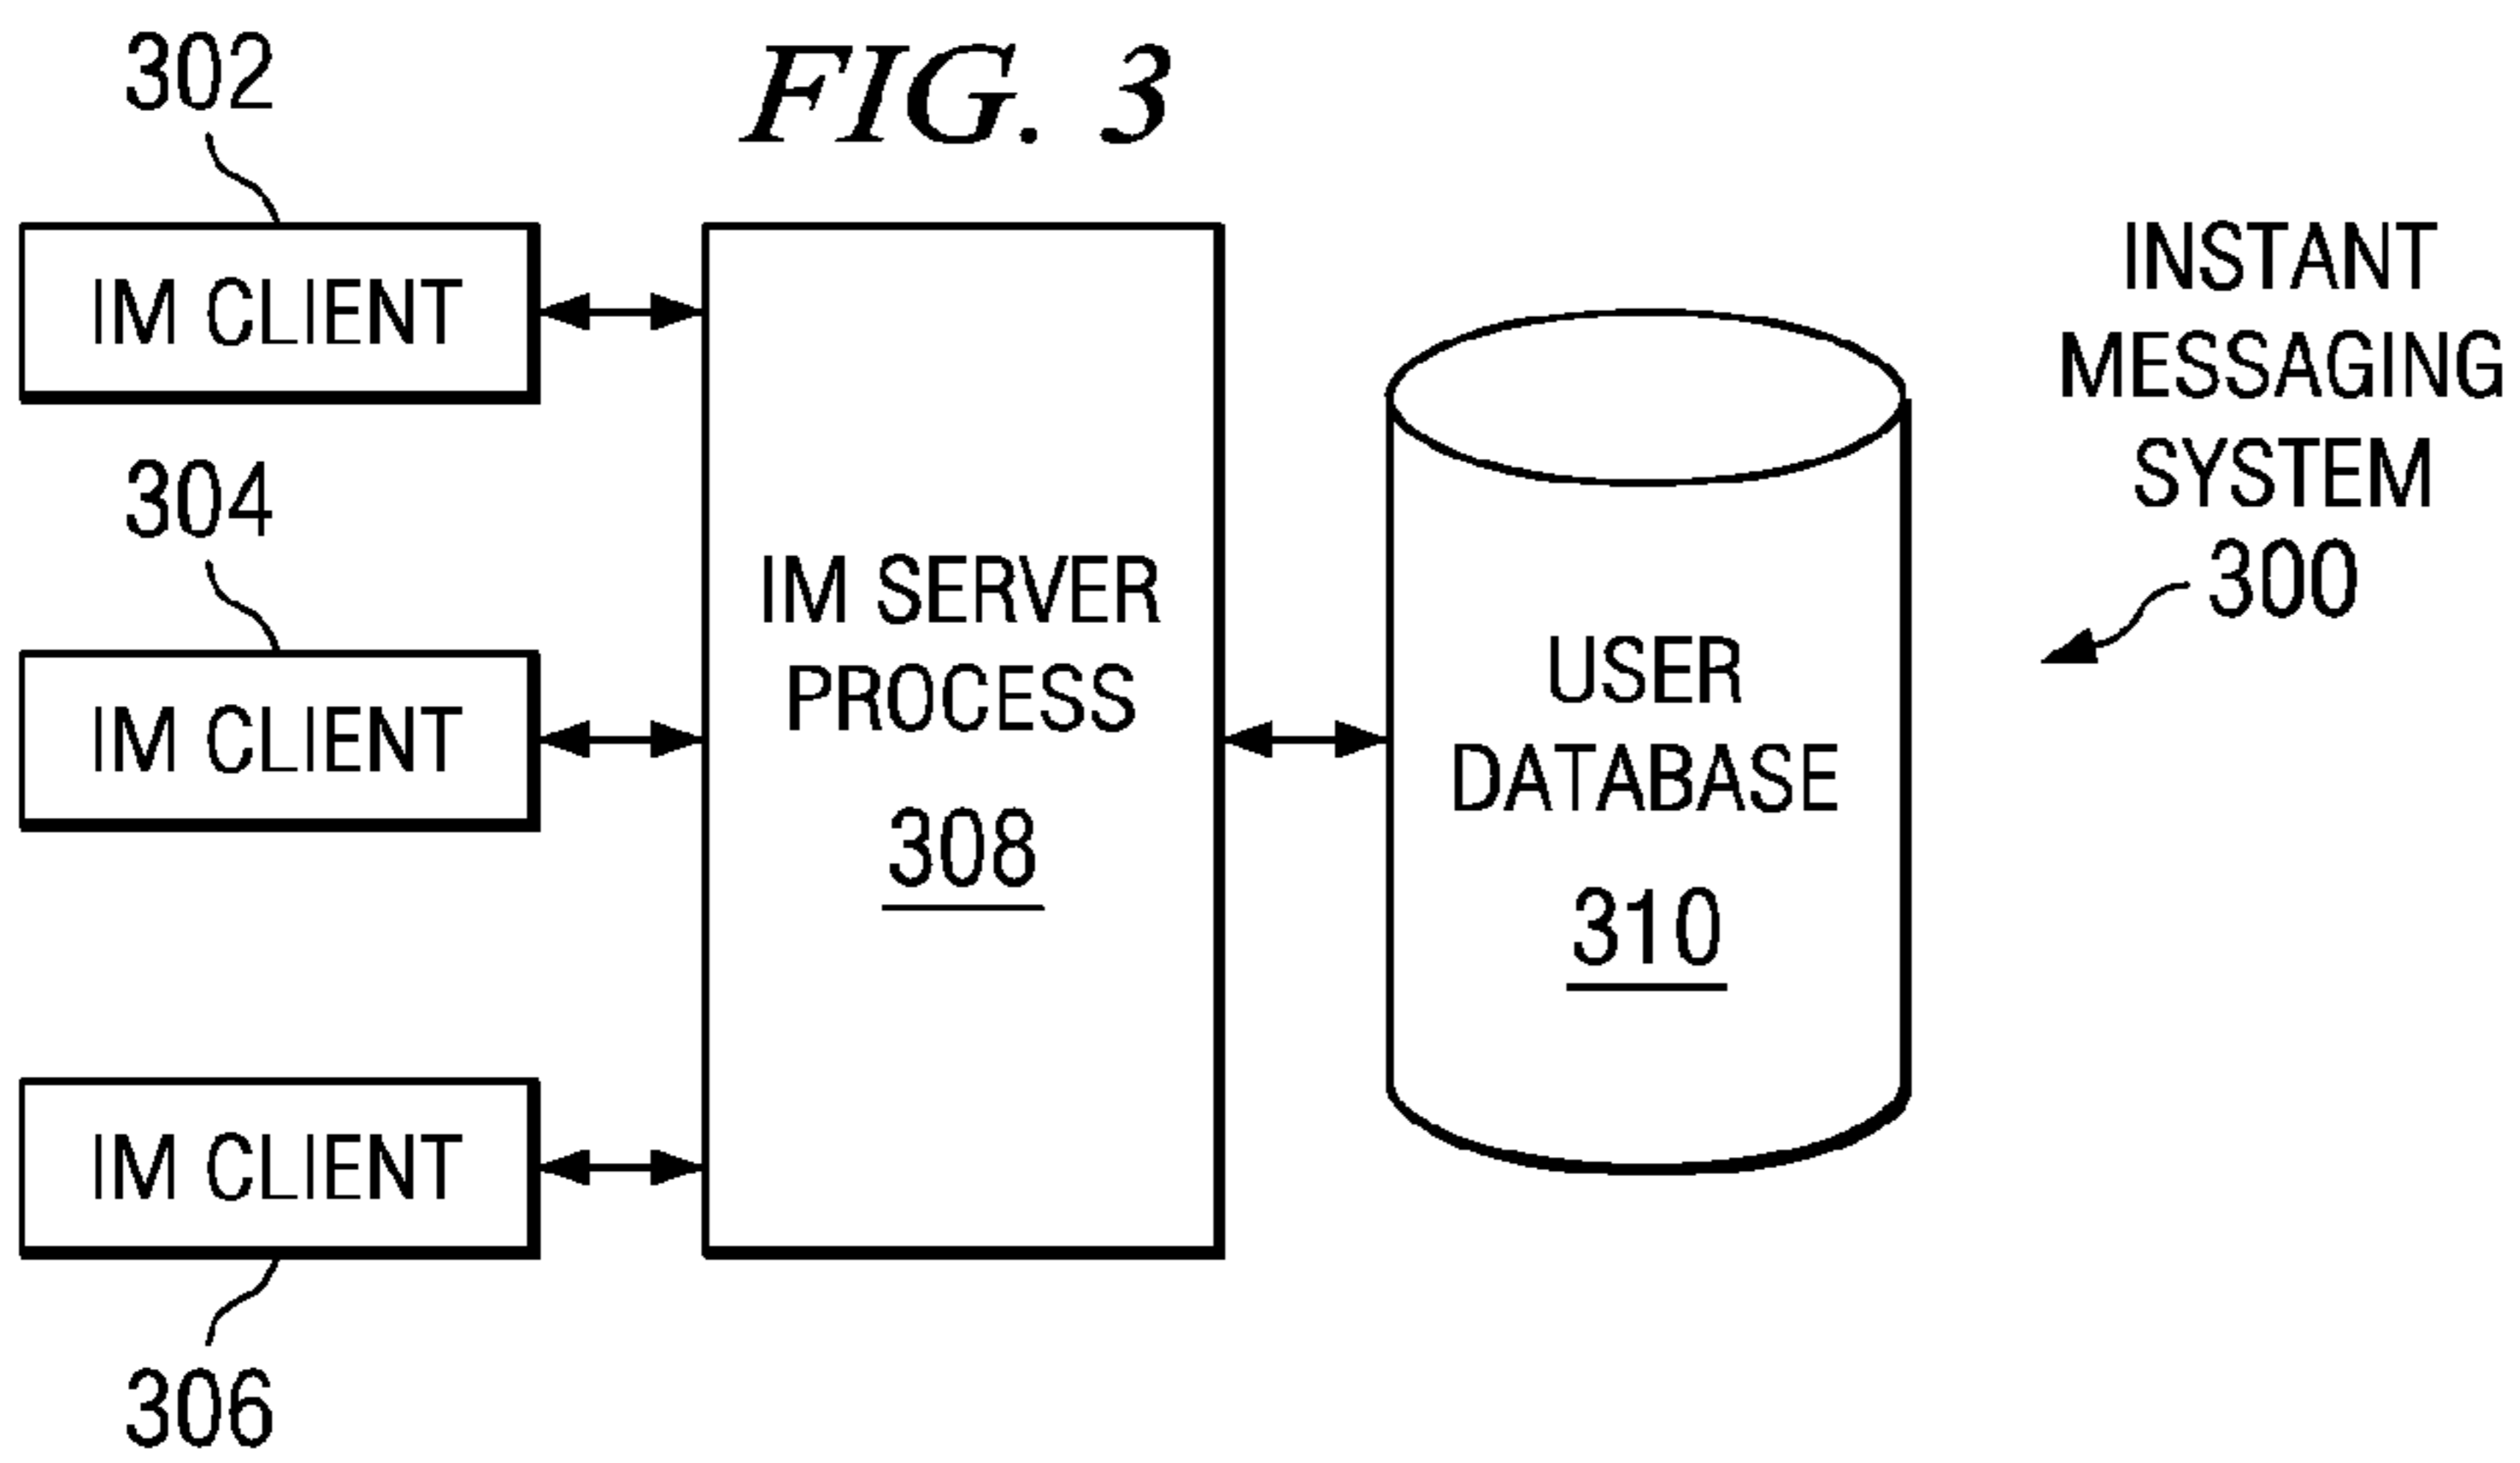 FIG. 3
302
IM CLIENT
304
IM CLIENT
IM CLIENT
306
IM SERVER
PROCESS
308
USER
DATABASE
310
INSTANT
MESSAGING
SYSTEM
300